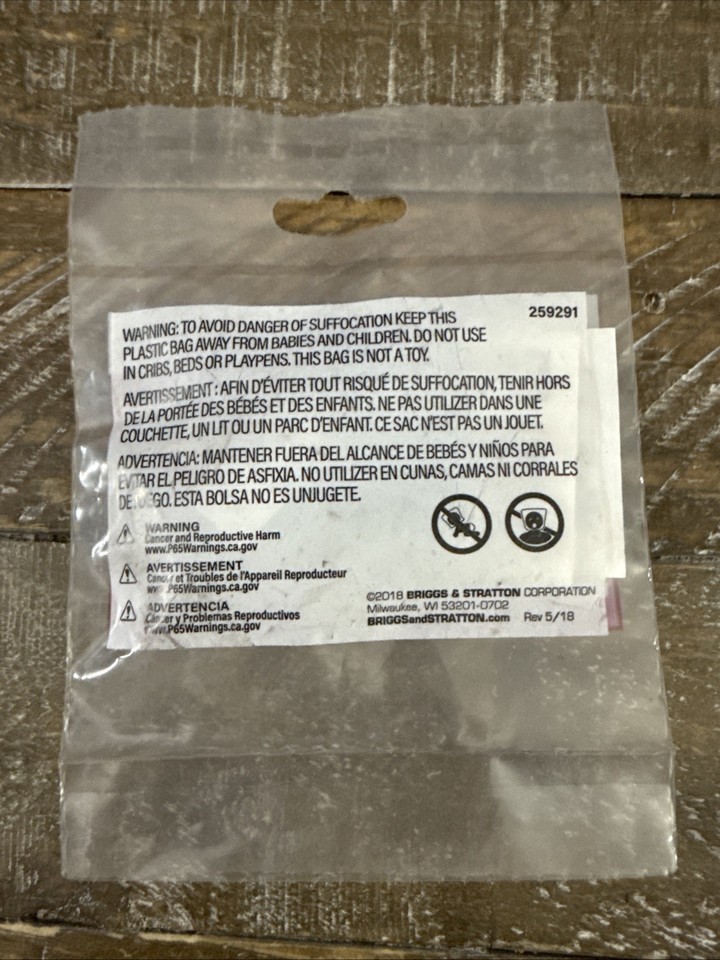 259291
WARNING: TO AVOID DANGER OF SUFFOCATION KEEP THIS
PLASTIC BAG AWAY FROM BABIES AND CHILDREN. DO NOT USE
IN CRIBS, BEDS OR PLAYPENS. THIS BAG IS NOT A TOY.
AVERTISSEMENT : AFIN D'ÉVITER TOUT RISQUÉ DE SUFFOCATION, TENIR HORS
DE LA PORTÉE DES BÉBÉS ET DES ENFANTS. NE PAS UTILIZER DANS UNE
COUCHETTE, UN LIT OU UN PARC D'ENFANT. CE SAC N'EST PAS UN JOUET.
ADVERTENCIA: MANTENER FUERA DEL ALCANCE DE BEBÉS Y NIÑOS PARA
EVITAR EL PELIGRO DE ASFIXIA. NO UTILIZER EN CUNAS, CAMAS NI CORRALES
DE JUEGO. ESTA BOLSA NO ES UNJUGETE.
WARNING
Cancer and Reproductive Harm
www.P65Warnings.ca.gov
AVERTISSEMENT
Cancer et Troubles de l'Appareil Reproducteur
www.P65Warnings.ca.gov
ADVERTENCIA
Cáncer y Problemas Reproductivos
www.P65Warnings.ca.gov
©2018 BRIGGS & STRATTON CORPORATION
Milwaukee, WI 53201-0702
BRIGGSandSTRATTON.com Rev 5/18